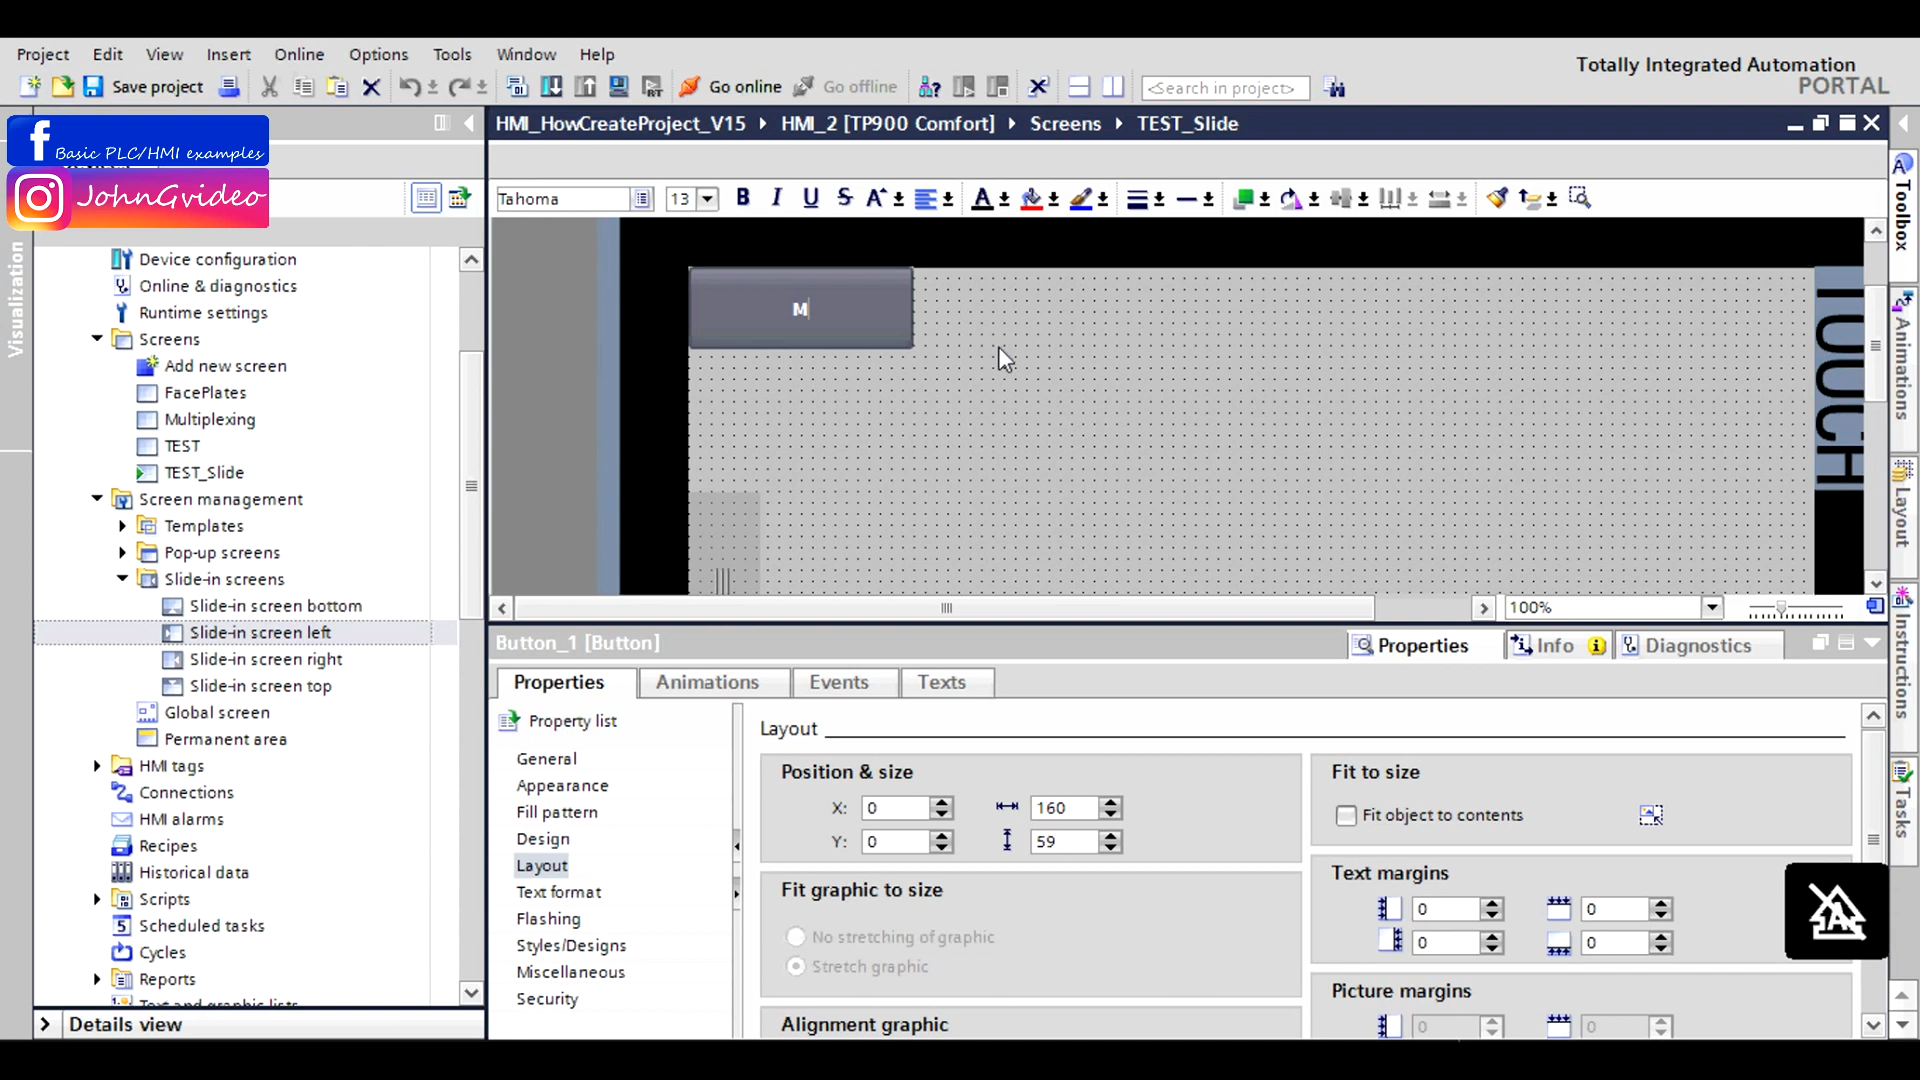 Project Edit View Insert Online Options Tools Window Help
Totally Integrated Automation
PORTAL
Save project Go online Go offline <Search in project>
HMI_HowCreateProject_V15 HMI_2 [TP900 Comfort] Screens TEST_Slide
Basic PLC/HMI examples
JohnGvideo
Tahoma 13 B I U S A A
Visualization
Device configuration
Online & diagnostics
Runtime settings
Screens
Add new screen
FacePlates
Multiplexing
TEST
TEST_Slide
Screen management
Templates
Pop-up screens
Slide-in screens
Slide-in screen bottom
Slide-in screen left
Slide-in screen right
Slide-in screen top
Global screen
Permanent area
HMI tags
Connections
HMI alarms
Recipes
Historical data
Scripts
Scheduled tasks
Cycles
Reports
Text and graphic lists
Details view
M
TOUCH
100%
Toolbox
Animations
Layout
Instructions
Tasks
Button_1 [Button]
Properties Info Diagnostics
Properties Animations Events Texts
Property list
General
Appearance
Fill pattern
Design
Layout
Text format
Flashing
Styles/Designs
Miscellaneous
Security
Layout
Position & size
X: 0 160
Y: 0 59
Fit graphic to size
No stretching of graphic
Stretch graphic
Alignment graphic
Fit to size
Fit object to contents
Text margins
0 0
0 0
Picture margins
0 0